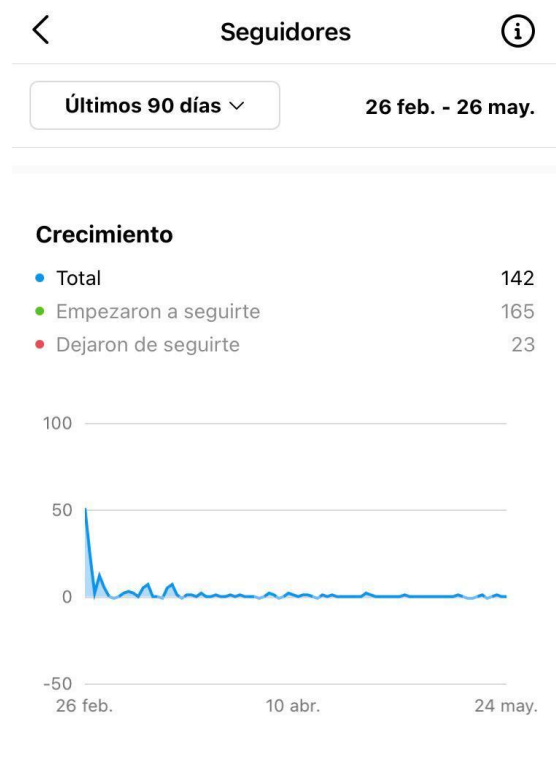 Seguidores
Últimos 90 días
26 feb. - 26 may.
Crecimiento
Total 142
Empezaron a seguirte 165
Dejaron de seguirte 23
100
50
0
-50
26 feb. 10 abr. 24 may.